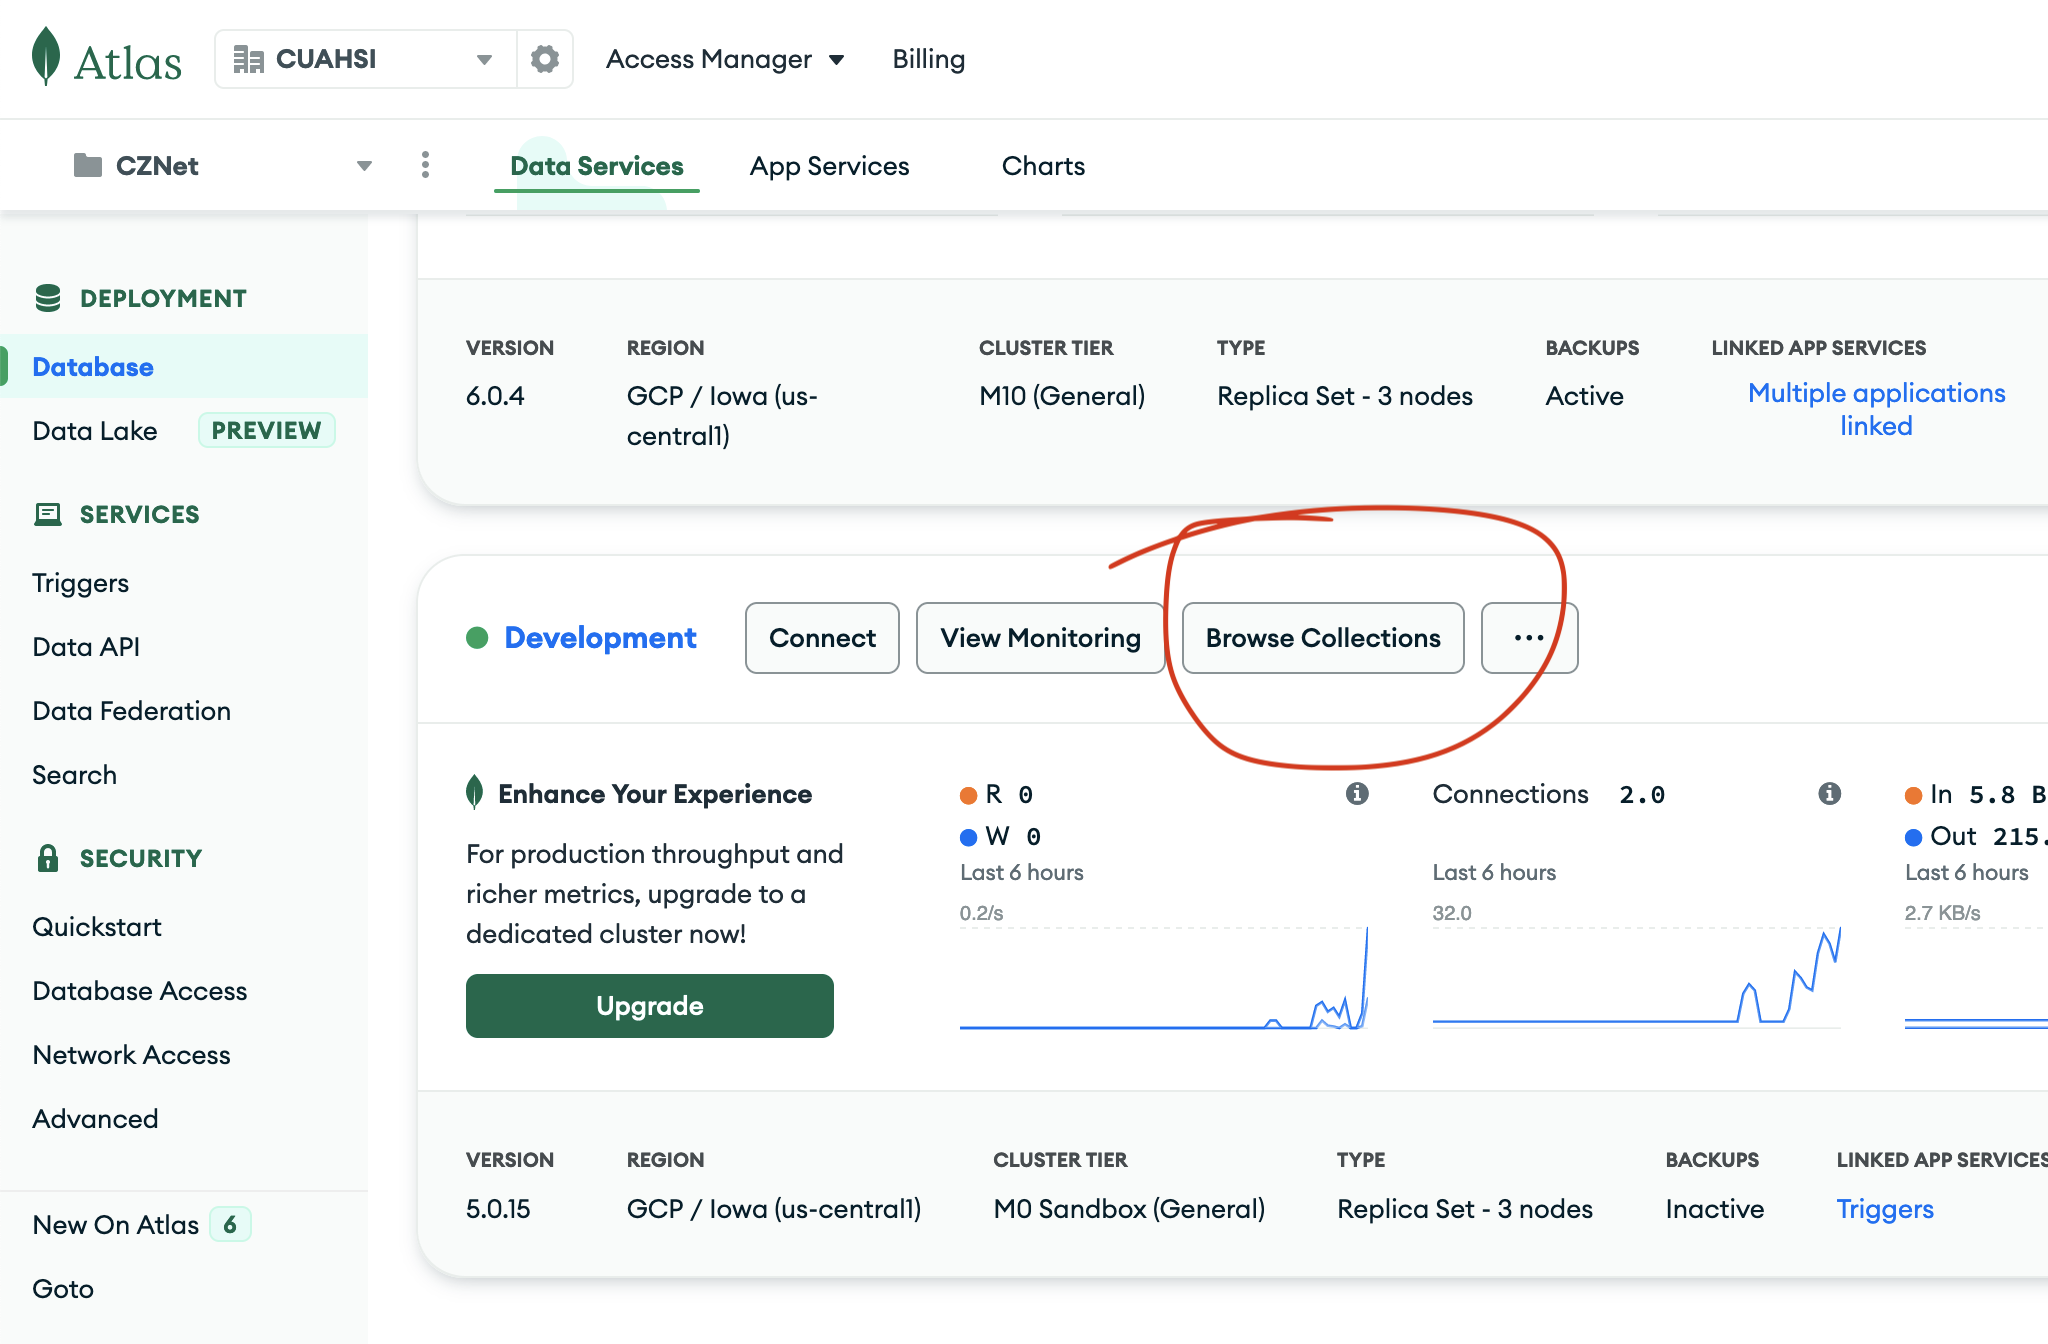 Atlas CUAHSI Access Manager Billing
CZNet Data Services App Services Charts
DEPLOYMENT
Database
Data Lake PREVIEW
SERVICES
Triggers
Data API
Data Federation
Search
SECURITY
Quickstart
Database Access
Network Access
Advanced
New On Atlas 6
Goto
VERSION REGION CLUSTER TIER TYPE BACKUPS LINKED APP SERVICES
6.0.4 GCP / Iowa (us- M10 (General) Replica Set - 3 nodes Active Multiple applications
central1) linked
Development Connect View Monitoring Browse Collections ...
Enhance Your Experience
For production throughput and
richer metrics, upgrade to a
dedicated cluster now!
Upgrade
R 0
W 0
Last 6 hours
0.2/s
Connections 2.0
Last 6 hours
32.0
In 5.8 B
Out 215.
Last 6 hours
2.7 KB/s
VERSION REGION CLUSTER TIER TYPE BACKUPS LINKED APP SERVICES
5.0.15 GCP / Iowa (us-central1) M0 Sandbox (General) Replica Set - 3 nodes Inactive Triggers